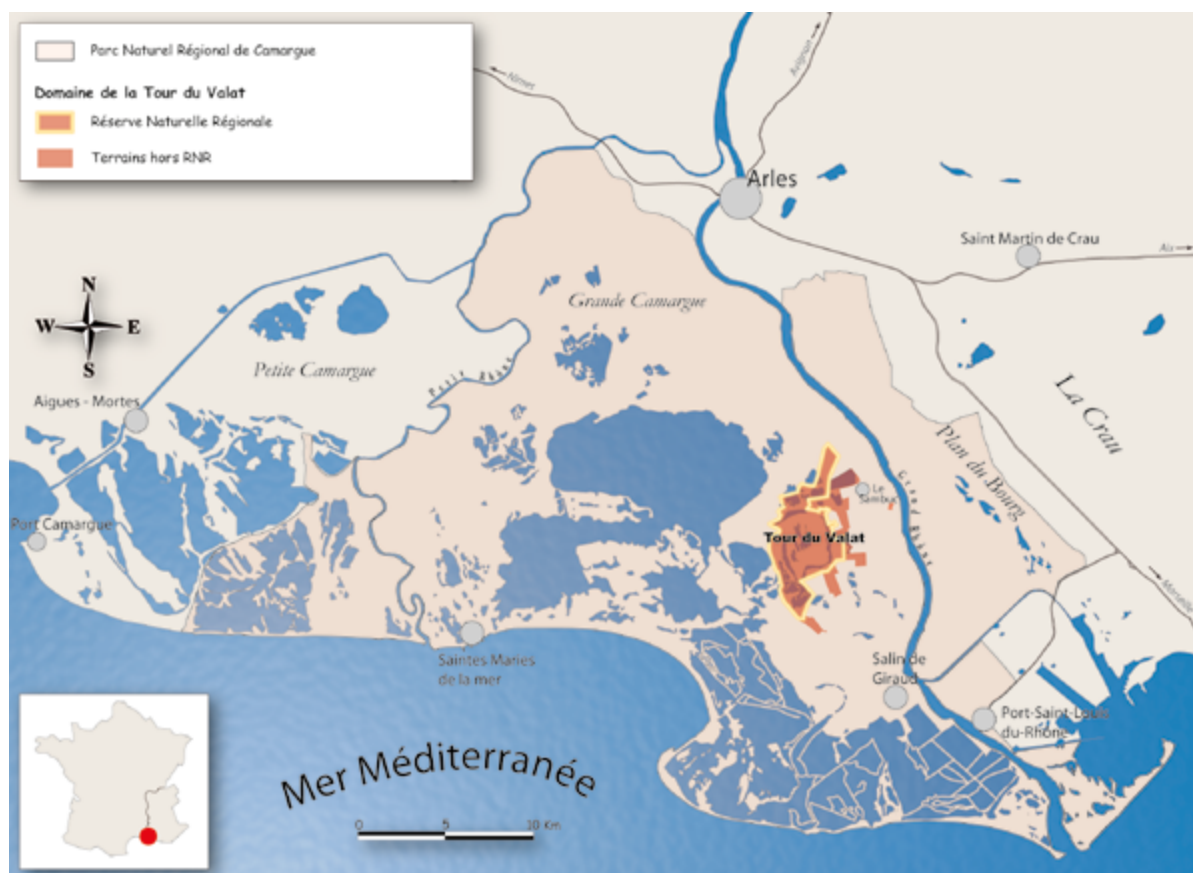 Parc Naturel Régional de Camargue
Domaine de la Tour du Valat
Réserve Naturelle Régionale
Terrains hors RNR
Nîmes
Avignon
Arles
Saint Martin de Crau
Aix
N
W E
S
Grande Camargue
Petite Camargue
Petit Rhône
Aigues - Mortes
La Crau
Plan du Bourg
Grand Rhône
Le
Sambuc
Port Camargue
Tour du Valat
Marseille
Saintes Maries
de la mer
Salin de
Giraud
Port-Saint-Louis
du-Rhône
Mer Méditerranée
0 5 10 Km